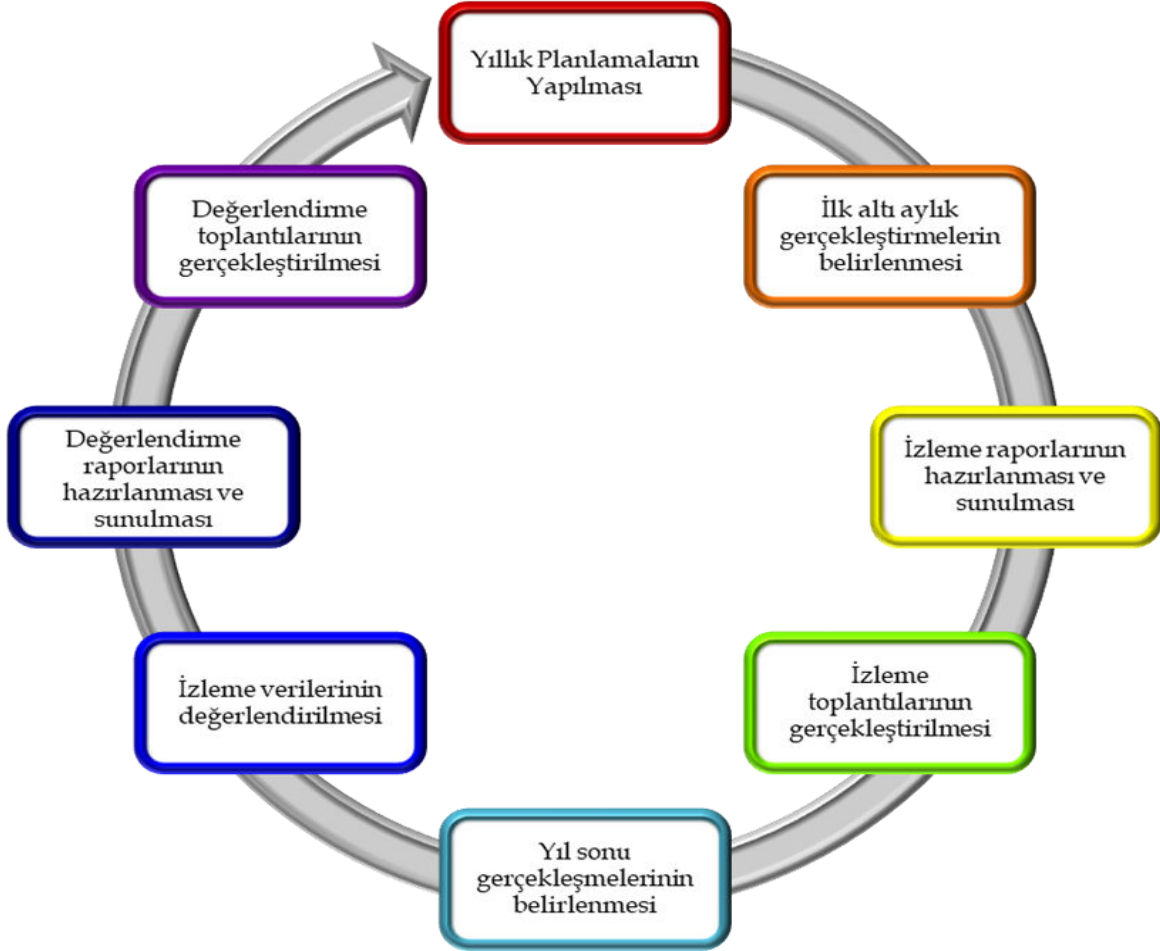 Yıllık Planlamaların
Yapılması
İlk altı aylık
gerçekleştirmelerin
belirlenmesi
İzleme raporlarının
hazırlanması ve
sunulması
İzleme
toplantılarının
gerçekleştirilmesi
Yıl sonu
gerçekleşmelerinin
belirlenmesi
İzleme verilerinin
değerlendirilmesi
Değerlendirme
raporlarının
hazırlanması ve
sunulması
Değerlendirme
toplantılarının
gerçekleştirilmesi